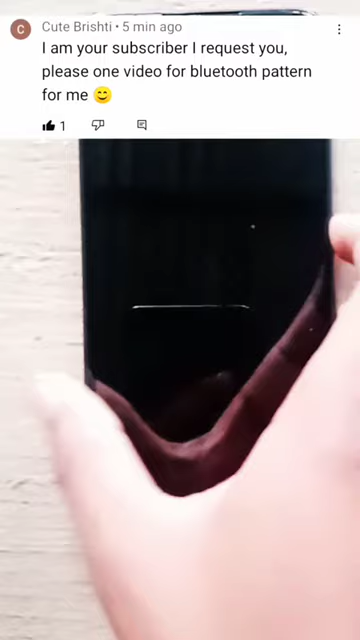 C
Cute Brishti • 5 min ago
I am your subscriber I request you,
please one video for bluetooth pattern
for me 😊
1